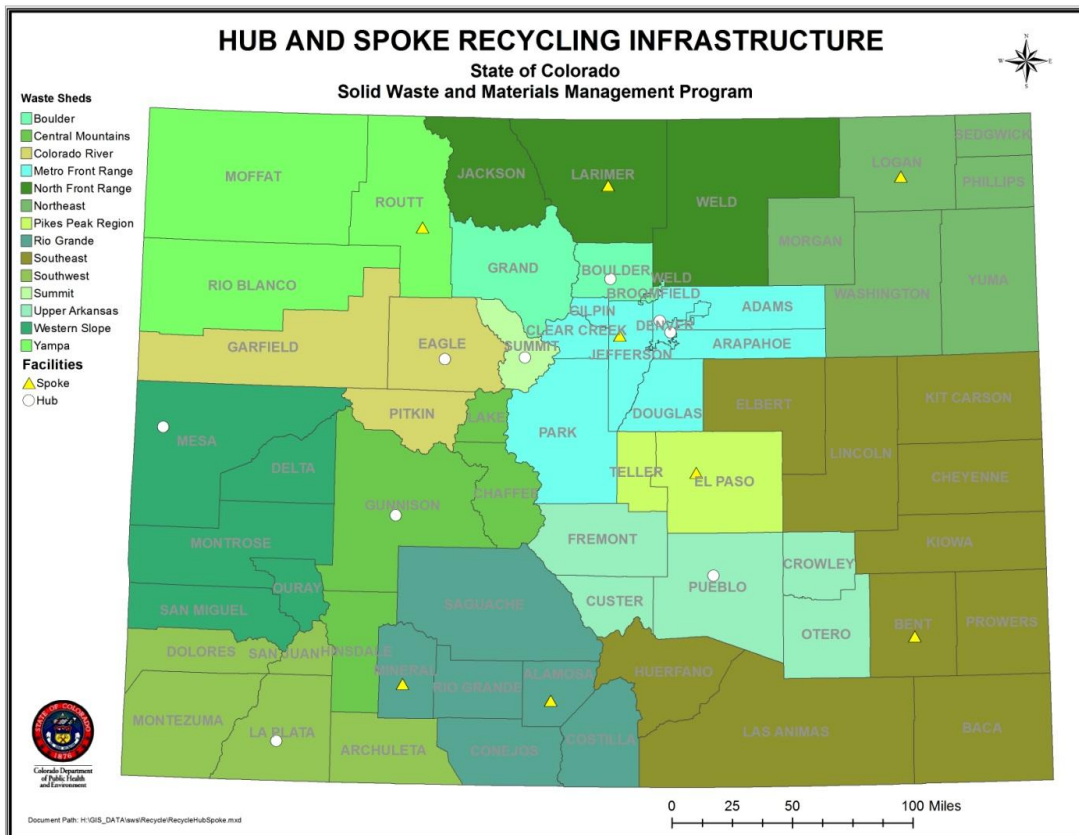 HUB AND SPOKE RECYCLING INFRASTRUCTURE
State of Colorado
Solid Waste and Materials Management Program
N
W
E
S
Waste Sheds
Boulder
Central Mountains
Colorado River
Metro Front Range
North Front Range
Northeast
Pikes Peak Region
Rio Grande
Southeast
Southwest
Summit
Upper Arkansas
Western Slope
Yampa
Facilities
Spoke
Hub
MOFFAT
ROUTT
JACKSON
LARIMER
WELD
LOGAN
SEDGWICK
PHILLIPS
MORGAN
RIO BLANCO
GRAND
BOULDER
WELD
BROOMFIELD
WASHINGTON
YUMA
GILPIN
ADAMS
CLEAR CREEK
DENVER
GARFIELD
EAGLE
SUMMIT
JEFFERSON
ARAPAHOE
PITKIN
LAKE
PARK
DOUGLAS
ELBERT
KIT CARSON
MESA
DELTA
LINCOLN
GUNNISON
CHAFFEE
TELLER
EL PASO
CHEYENNE
MONTROSE
FREMONT
KIOWA
CROWLEY
OURAY
PUEBLO
SAN MIGUEL
SAGUACHE
CUSTER
OTERO
BENT
PROWERS
DOLORES
SAN JUAN
HINSDALE
MINERAL
RIO GRANDE
ALAMOSA
HUERFANO
MONTEZUMA
LA PLATA
ARCHULETA
CONEJOS
COSTILLA
LAS ANIMAS
BACA
STATE OF COLORADO
1876
Colorado Department
of Public Health
and Environment
0 25 50 100 Miles
Document Path: H:\GIS_DATA\sws\Recycle\RecycleHubSpoke.mxd